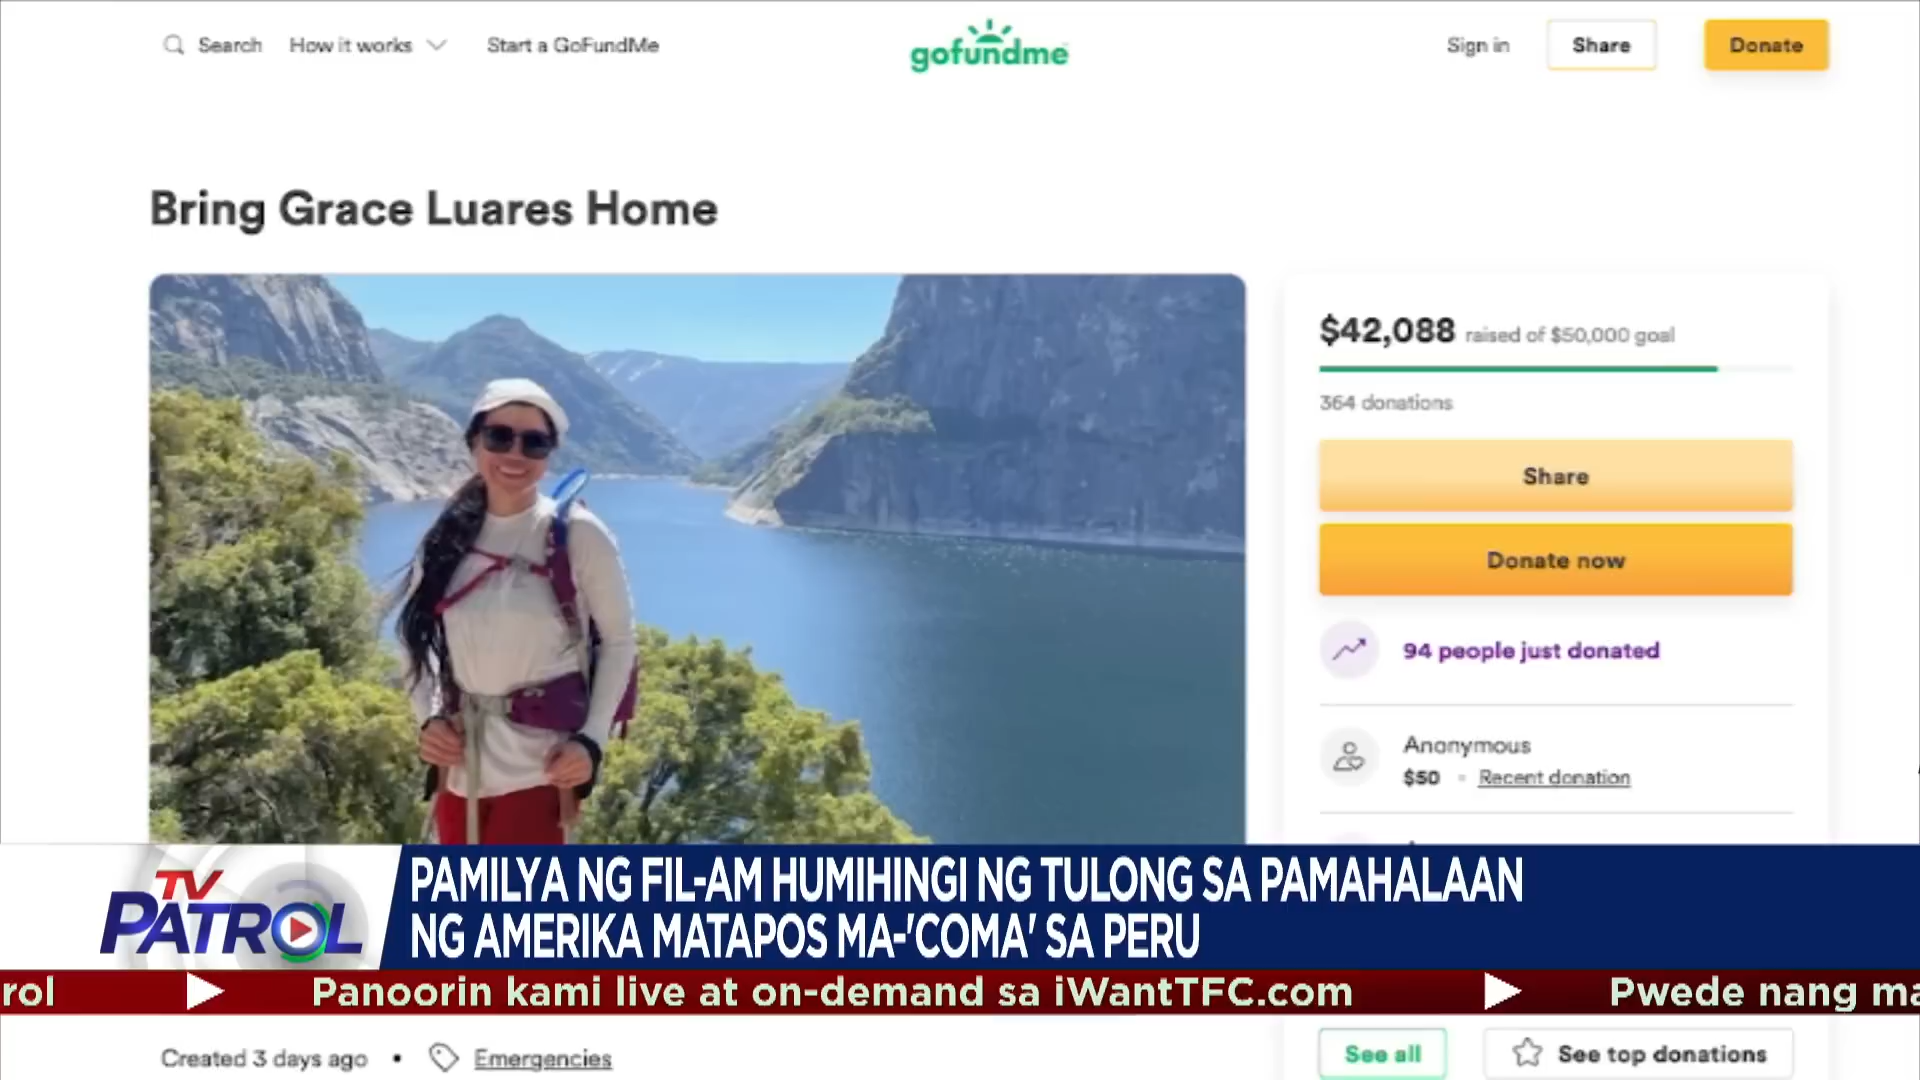 Search
How it works
Start a GoFundMe
gofundme
Sign in
Share
Donate
Bring Grace Luares Home
$42,088 raised of $50,000 goal
364 donations
Share
Donate now
94 people just donated
Anonymous
$50 • Recent donation
TV PATROL
PAMILYA NG FIL-AM HUMIHINGI NG TULONG SA PAMAHALAAN
NG AMERIKA MATAPOS MA-'COMA' SA PERU
rol ▶ Panoorin kami live at on-demand sa iWantTFC.com ▶ Pwede nang ma
Created 3 days ago • Emergencies
See all
See top donations